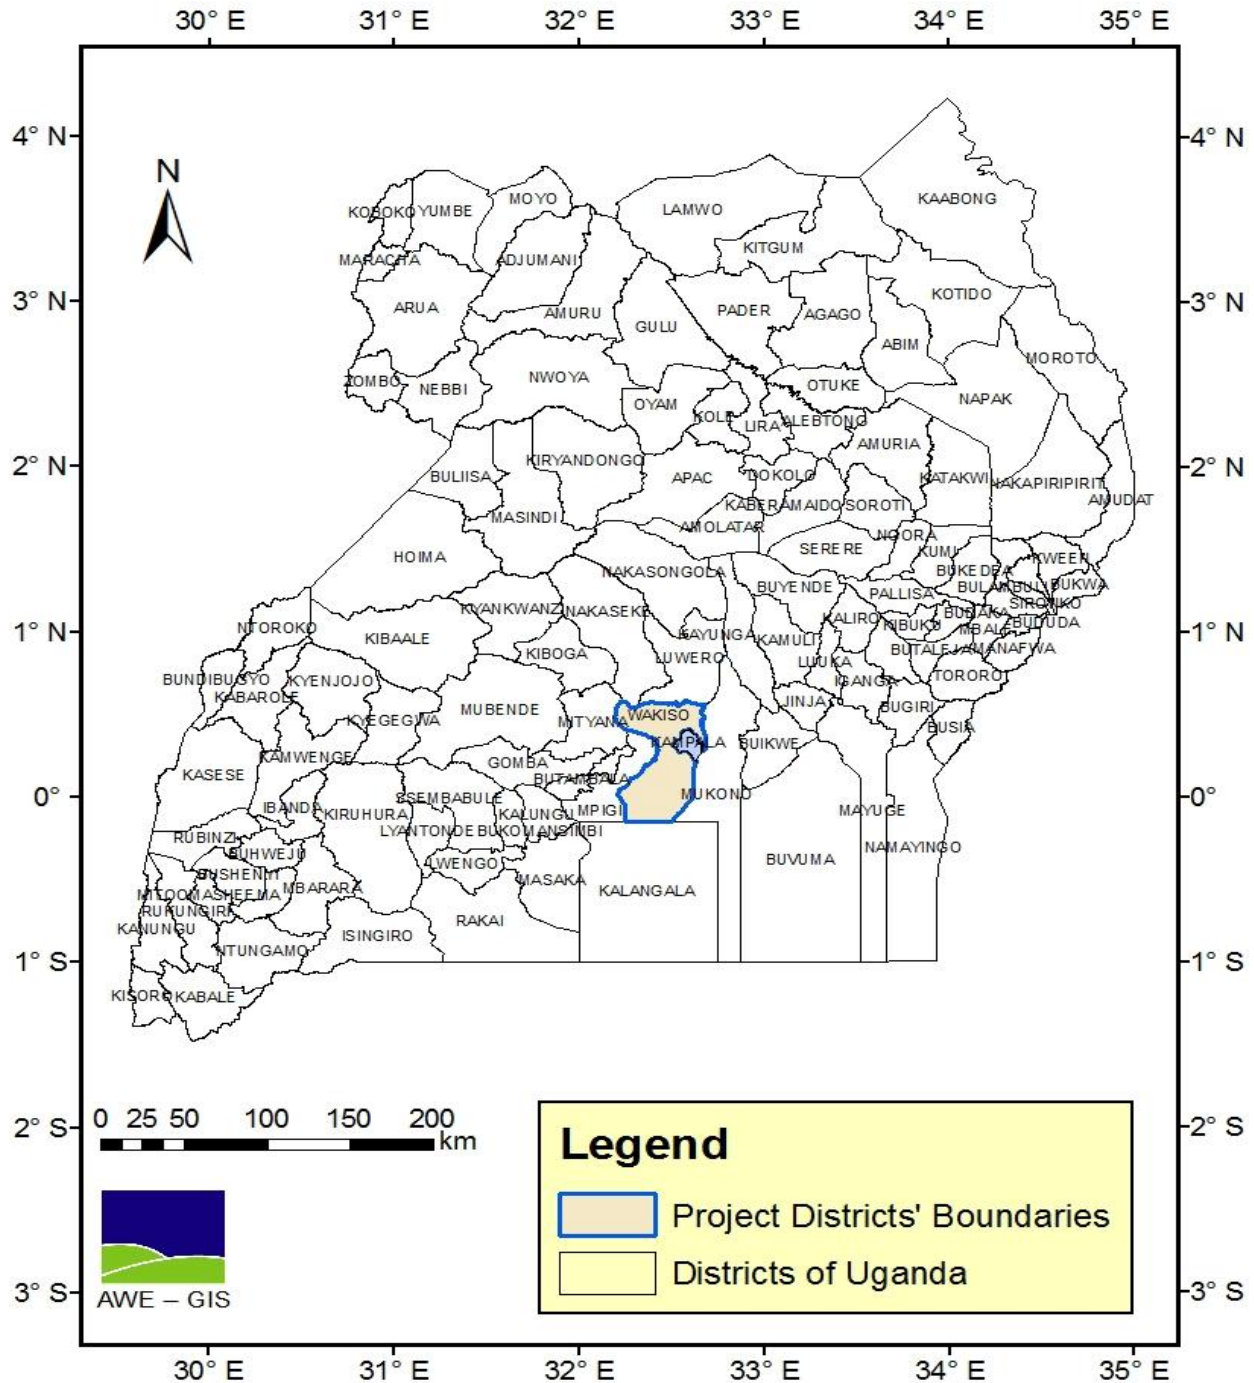 30° E 31° E 32° E 33° E 34° E 35° E
4° N 4° N
N
KAABONG
MOYO
KOBOKO YUMBE LAMWO
KITGUM
MARACHA ADJUMANI
3° N 3° N
KOTIDO
ARUA AMURU PADER AGAGO
GULU
ABIM
MOROTO
ZOMBO NEBBI NWOYA OTUKE
NAPAK
OYAM KOLE
LIRA ALEBTONG
AMURIA
2° N 2° N
KIRYANDONGO
BULIISA APAC DOKOLO KATAKWI NAKAPIRIPIRIT
AMUDAT
KABERAMAIDO SOROTI
MASINDI AMOLATAR
NGORA
HOIMA SERERE KUMI KWEEN
NAKASONGOLA BUKEDEA
BUYENDE PALLISA BUKWA
SIRONKO
KYANKWANZI NAKASEKE KALIRO BUDAKA
KIBUKU MBALE BUDUDA
1° N 1° N
NTOROKO KIBAALE KAYUNGA KAMULI
KIBOGA LUWERO BUTALEJA MANAFWA
LUUKA
BUNDIBUGYO KYENJOJO IGANGA TORORO
KABAROLE
MUBENDE JINJA BUGIRI
KYEGEGWA MITYANA WAKISO BUSIA
KAMWENGE KAMPALA BUIKWE
GOMBA
KASESE BUTAMBALA
0° 0°
SSEMBABULE MUKONO
IBANDA KIRUHURA KALUNGU MPIGI MAYUGE
LYANTONDE BUKOMANSIMBI
RUBIRIZI NAMAYINGO
BUHWEJU LWENGO BUVUMA
BUSHENYI MASAKA
MITOOMA SHEEMA MBARARA KALANGALA
RUKUNGIRI
KANUNGU RAKAI
ISINGIRO
NTUNGAMO
1° S 1° S
KISORO KABALE
0 25 50 100 150 200
km
2° S 2° S
Legend
Project Districts' Boundaries
Districts of Uganda
AWE – GIS
3° S 3° S
30° E 31° E 32° E 33° E 34° E 35° E